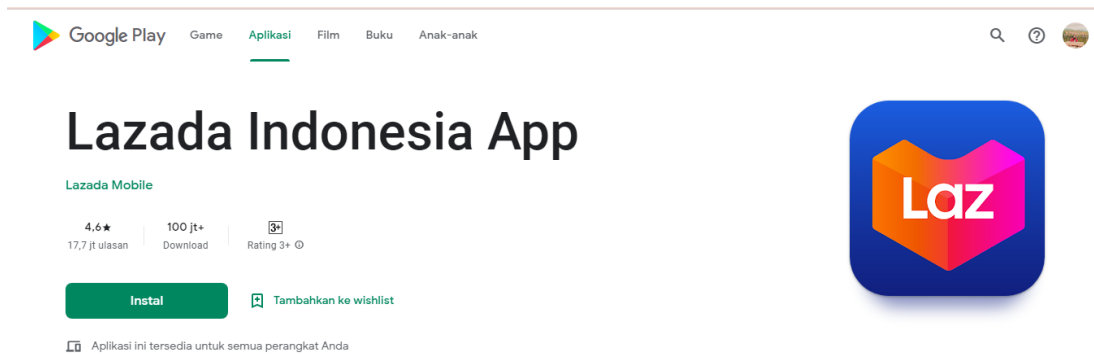 Google Play Game Aplikasi Film Buku Anak-anak
Lazada Indonesia App
Lazada Mobile
4,6★ 100 jt+ 3+
17,7 jt ulasan Download Rating 3+
Instal Tambahkan ke wishlist
Aplikasi ini tersedia untuk semua perangkat Anda
Laz